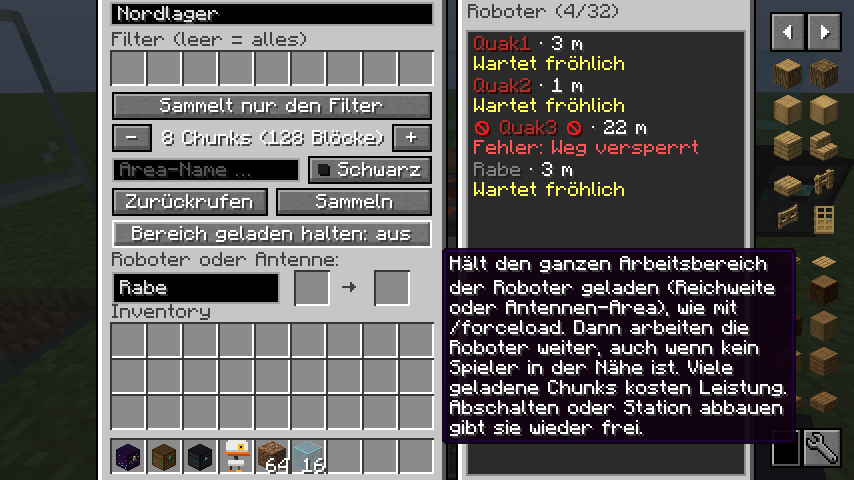 Nordlager
Filter (leer = alles)
Sammelt nur den Filter
- 8 Chunks (128 Blöcke) +
Area-Name ...
Schwarz
Zurückrufen
Sammeln
Bereich geladen halten: aus
Roboter oder Antenne:
Rabe
→
Inventory
64
16
Roboter (4/32)
Quak1 · 3 m
Wartet fröhlich
Quak2 · 1 m
Wartet fröhlich
Quak3 · 22 m
Fehler: Weg versperrt
Rabe · 3 m
Wartet fröhlich
Hält den ganzen Arbeitsbereich
der Roboter geladen (Reichweite
oder Antennen-Area), wie mit
/forceload. Dann arbeiten die
Roboter weiter, auch wenn kein
Spieler in der Nähe ist. Viele
geladene Chunks kosten Leistung.
Abschalten oder Station abbauen
gibt sie wieder frei.